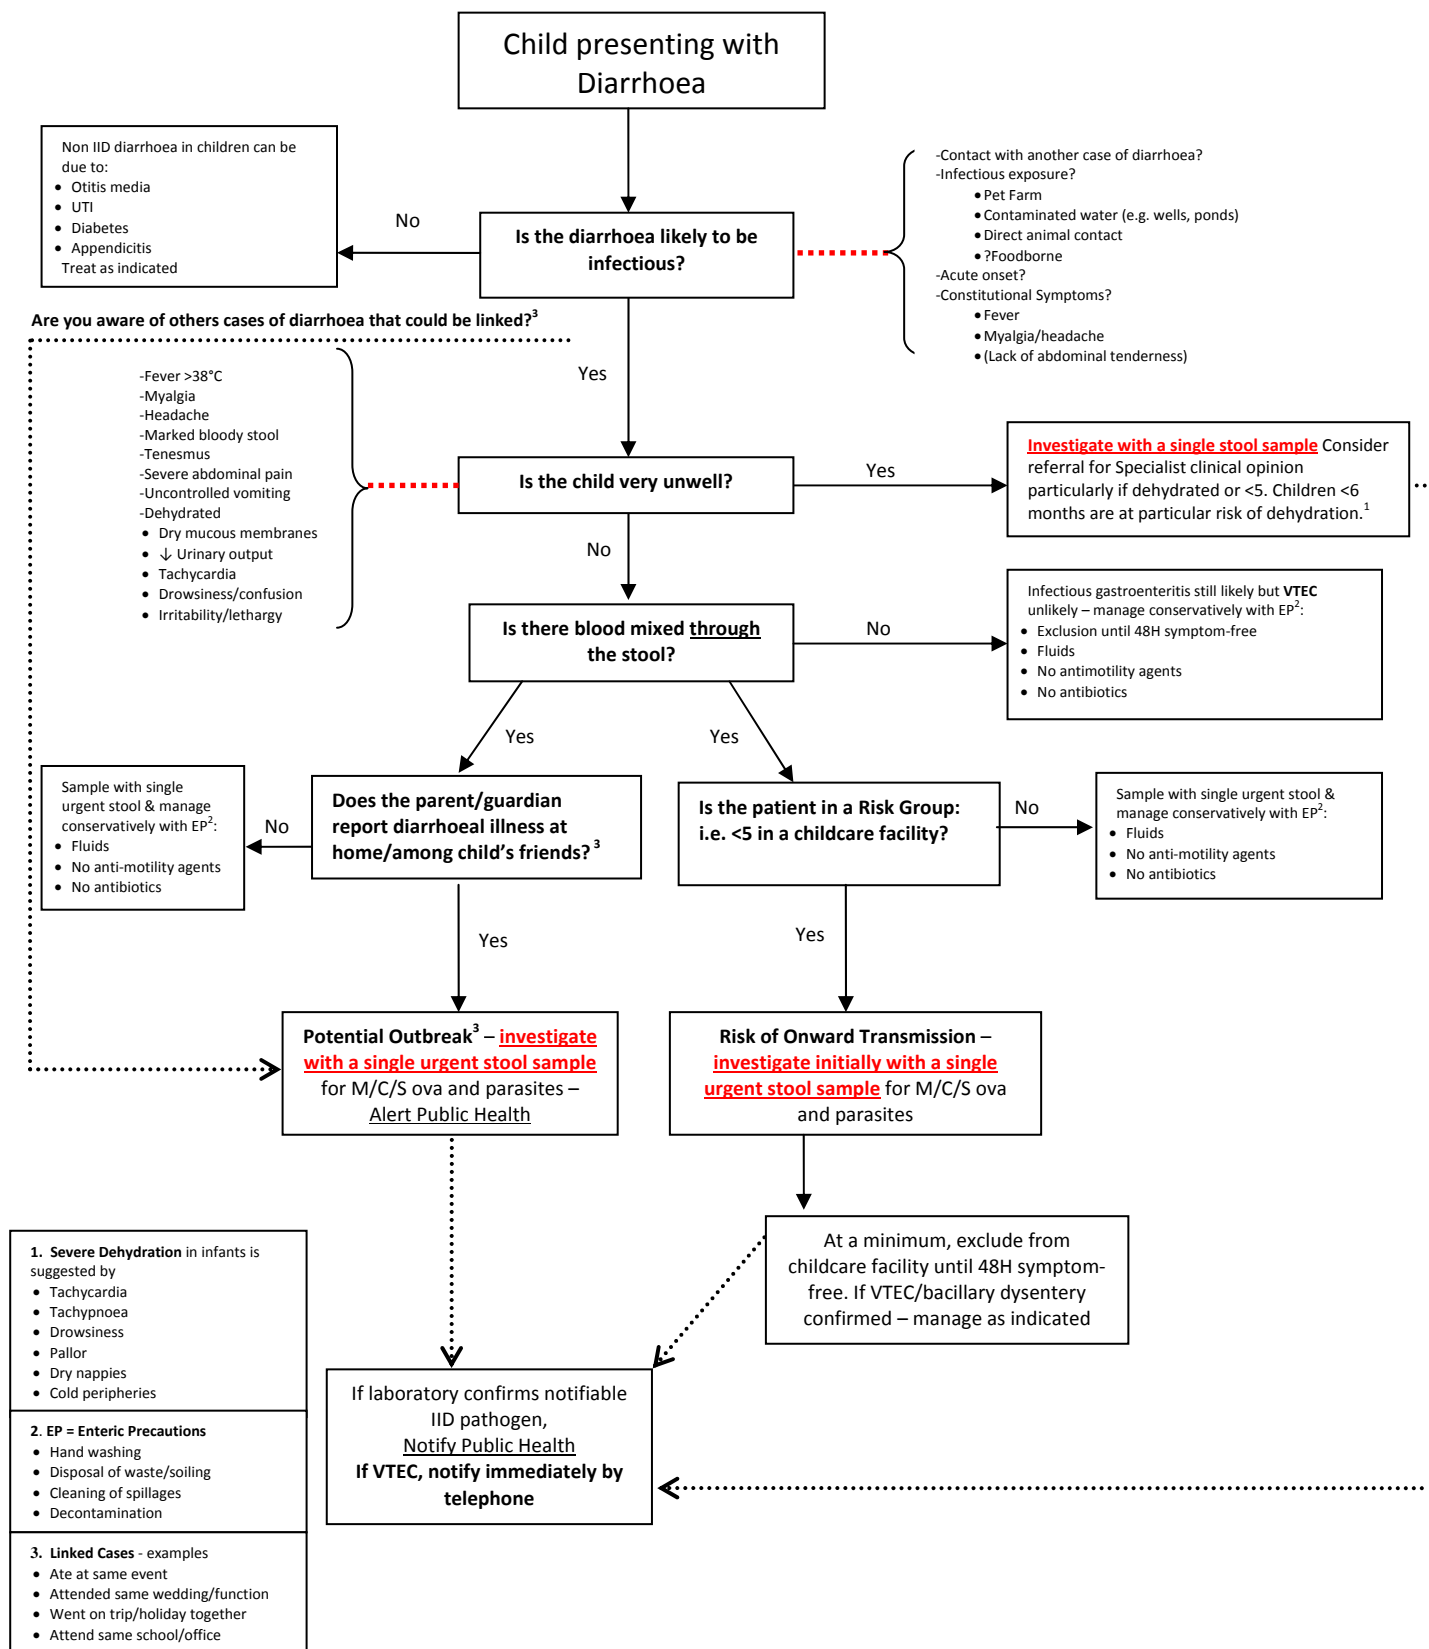 Child presenting with
Diarrhoea
Non IID diarrhoea in children can be
due to:
• Otitis media
• UTI
• Diabetes
• Appendicitis
Treat as indicated
No
Is the diarrhoea likely to be
infectious?
-Contact with another case of diarrhoea?
-Infectious exposure?
• Pet Farm
• Contaminated water (e.g. wells, ponds)
• Direct animal contact
• ?Foodborne
-Acute onset?
-Constitutional Symptoms?
• Fever
• Myalgia/headache
• (Lack of abdominal tenderness)
Are you aware of others cases of diarrhoea that could be linked?³
Yes
-Fever >38°C
-Myalgia
-Headache
-Marked bloody stool
-Tenesmus
-Severe abdominal pain
-Uncontrolled vomiting
-Dehydrated
• Dry mucous membranes
• ↓ Urinary output
• Tachycardia
• Drowsiness/confusion
• Irritability/lethargy
Is the child very unwell?
Yes
Investigate with a single stool sample Consider
referral for Specialist clinical opinion
particularly if dehydrated or <5. Children <6
months are at particular risk of dehydration.¹
No
Is there blood mixed through
the stool?
No
Infectious gastroenteritis still likely but VTEC
unlikely – manage conservatively with EP²:
• Exclusion until 48H symptom-free
• Fluids
• No antimotility agents
• No antibiotics
Yes
Yes
Sample with single
urgent stool & manage
conservatively with EP²:
• Fluids
• No anti-motility agents
• No antibiotics
No
Does the parent/guardian
report diarrhoeal illness at
home/among child's friends? ³
Is the patient in a Risk Group:
i.e. <5 in a childcare facility?
No
Sample with single urgent stool &
manage conservatively with EP²:
• Fluids
• No anti-motility agents
• No antibiotics
Yes
Yes
Potential Outbreak³ – investigate
with a single urgent stool sample
for M/C/S ova and parasites –
Alert Public Health
Risk of Onward Transmission –
investigate initially with a single
urgent stool sample for M/C/S ova
and parasites
At a minimum, exclude from
childcare facility until 48H symptom-
free. If VTEC/bacillary dysentery
confirmed – manage as indicated
If laboratory confirms notifiable
IID pathogen,
Notify Public Health
If VTEC, notify immediately by
telephone
1. Severe Dehydration in infants is
suggested by
• Tachycardia
• Tachypnoea
• Drowsiness
• Pallor
• Dry nappies
• Cold peripheries
2. EP = Enteric Precautions
• Hand washing
• Disposal of waste/soiling
• Cleaning of spillages
• Decontamination
3. Linked Cases - examples
• Ate at same event
• Attended same wedding/function
• Went on trip/holiday together
• Attend same school/office